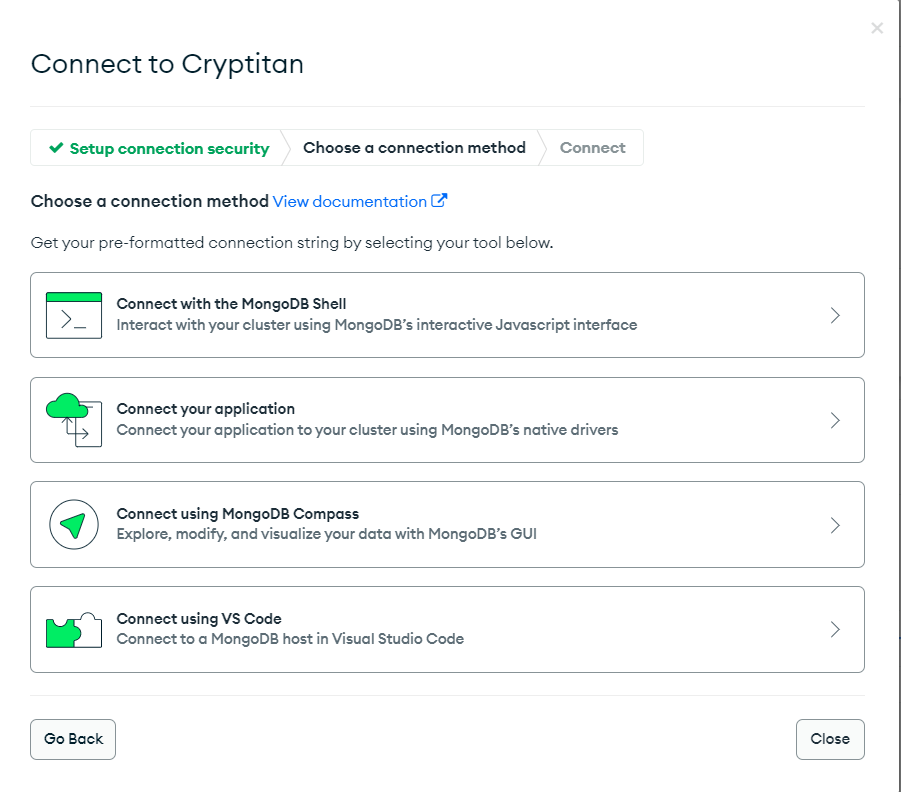 Connect to Cryptitan
Setup connection security
Choose a connection method
Connect
Choose a connection method View documentation
Get your pre-formatted connection string by selecting your tool below.
Connect with the MongoDB Shell
Interact with your cluster using MongoDB’s interactive Javascript interface
Connect your application
Connect your application to your cluster using MongoDB’s native drivers
Connect using MongoDB Compass
Explore, modify, and visualize your data with MongoDB’s GUI
Connect using VS Code
Connect to a MongoDB host in Visual Studio Code
Go Back
Close